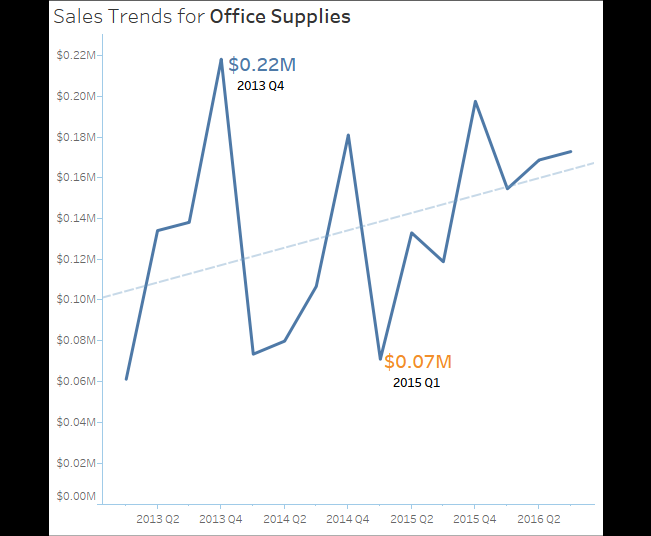 Sales Trends for Office Supplies
$0.22M
$0.20M
$0.18M
$0.16M
$0.14M
$0.12M
$0.10M
$0.08M
$0.06M
$0.04M
$0.02M
$0.00M
$0.22M
2013 Q4
$0.07M
2015 Q1
2013 Q2 2013 Q4 2014 Q2 2014 Q4 2015 Q2 2015 Q4 2016 Q2